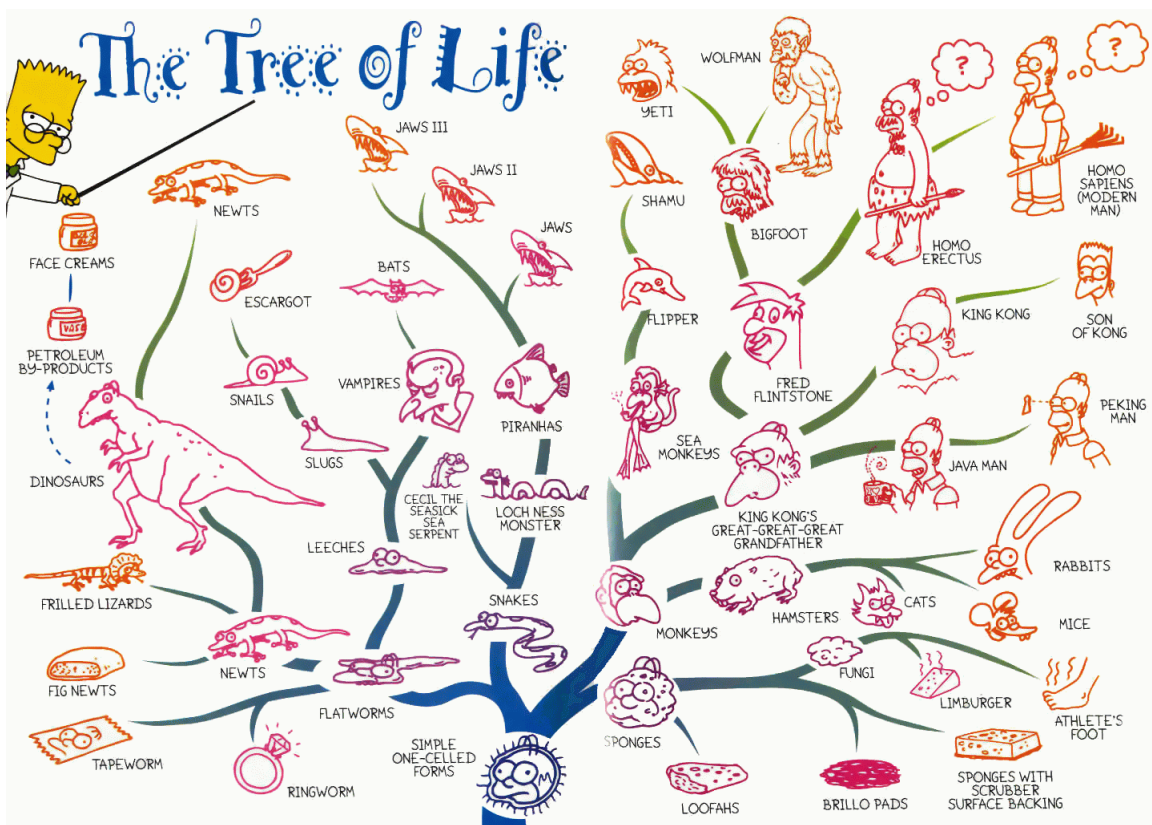 The Tree of Life
WOLFMAN
?
?
YETI
JAWS III
JAWS II
NEWTS
SHAMU
HOMO
SAPIENS
(MODERN
MAN)
BIGFOOT
JAWS
HOMO
ERECTUS
FACE CREAMS
BATS
ESCARGOT
FLIPPER
KING KONG
SON
OF KONG
PETROLEUM
BY-PRODUCTS
VAMPIRES
SNAILS
FRED
FLINTSTONE
PEKING
MAN
PIRANHAS
SEA
MONKEYS
SLUGS
JAVA MAN
DINOSAURS
CECIL THE
SEASICK
SEA
SERPENT
LOCH NESS
MONSTER
KING KONG'S
GREAT-GREAT-GREAT
GRANDFATHER
LEECHES
RABBITS
FRILLED LIZARDS
SNAKES
CATS
HAMSTERS
MICE
MONKEYS
NEWTS
FUNGI
FIG NEWTS
LIMBURGER
FLATWORMS
ATHLETE'S
FOOT
SPONGES
SIMPLE
ONE-CELLED
FORMS
TAPEWORM
RINGWORM
LOOFAHS
BRILLO PADS
SPONGES WITH
SCRUBBER
SURFACE BACKING